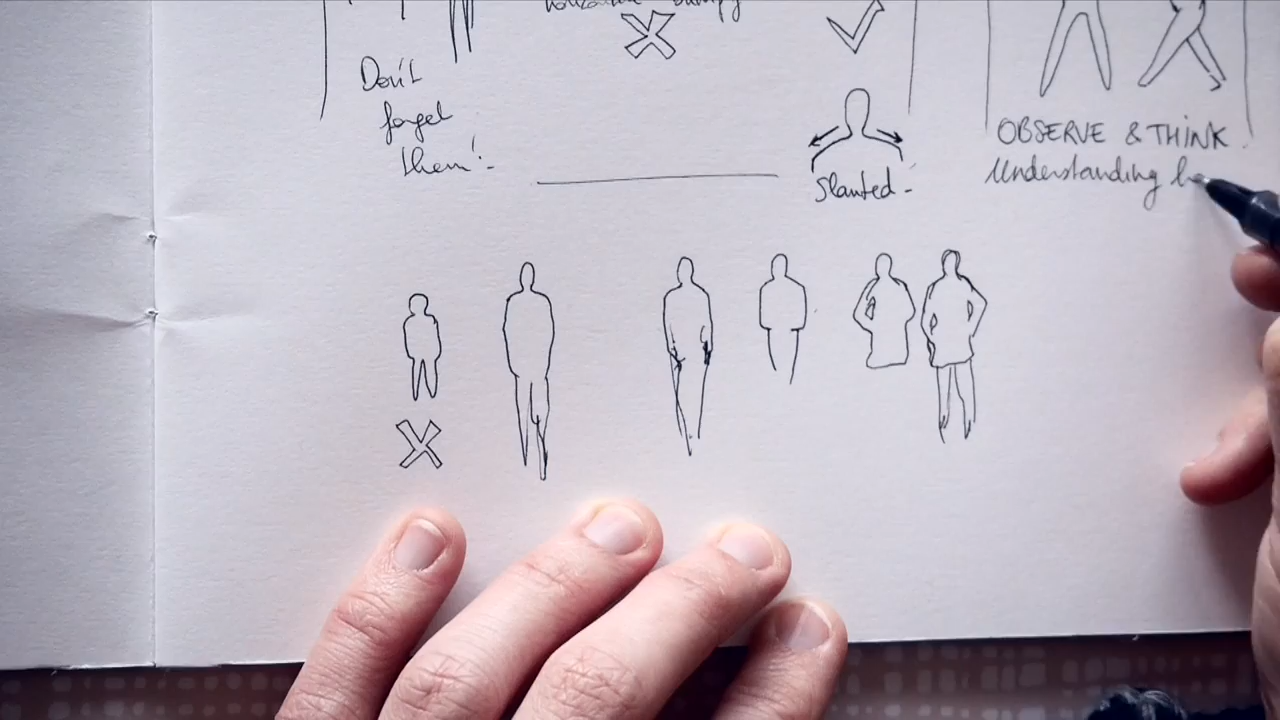 Don't
forget
them!
Slanted
OBSERVE & THINK
Understanding